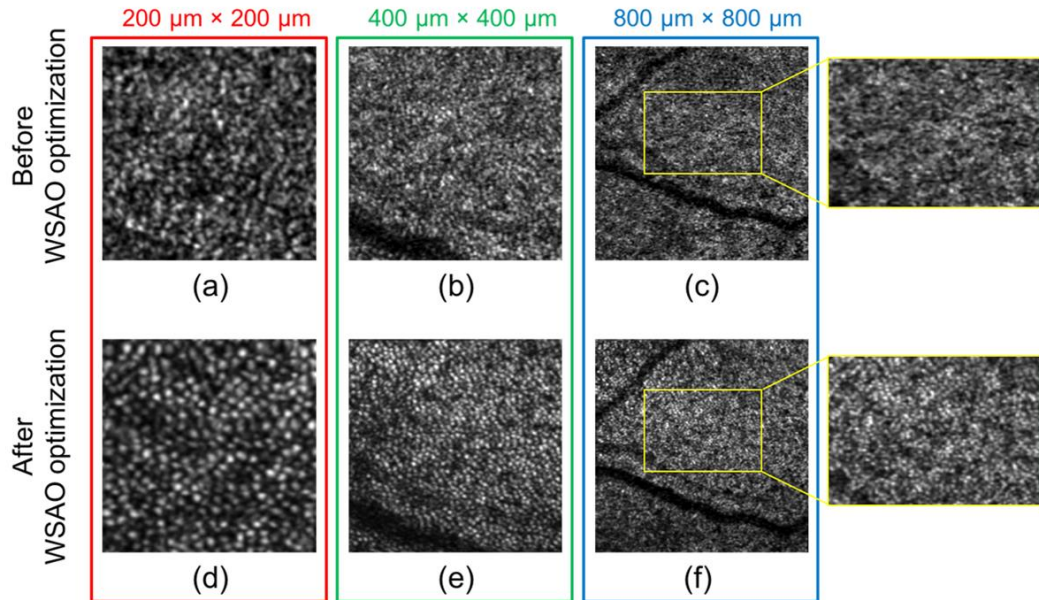 200 μm × 200 μm
400 μm × 400 μm
800 μm × 800 μm
Before
WSAO optimization
(a)
(b)
(c)
After
WSAO optimization
(d)
(e)
(f)